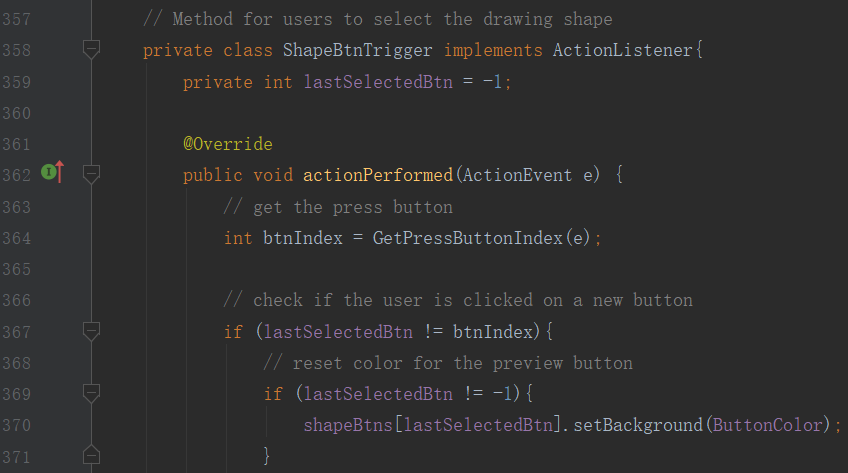 357 // Method for users to select the drawing shape
358 private class ShapeBtnTrigger implements ActionListener{
359 private int lastSelectedBtn = -1;
360
361 @Override
362 I public void actionPerformed(ActionEvent e) {
363 // get the press button
364 int btnIndex = GetPressButtonIndex(e);
365
366 // check if the user is clicked on a new button
367 if (lastSelectedBtn != btnIndex){
368 // reset color for the preview button
369 if (lastSelectedBtn != -1){
370 shapeBtns[lastSelectedBtn].setBackground(ButtonColor);
371 }